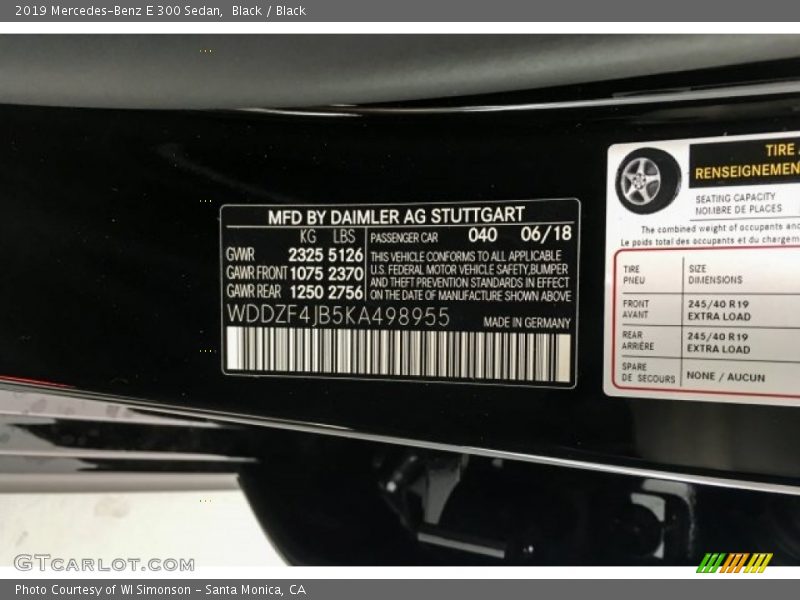 2019 Mercedes-Benz E 300 Sedan, Black / Black
MFD BY DAIMLER AG STUTTGART
KG LBS PASSENGER CAR 040 06/18
GVWR 2325 5126 THIS VEHICLE CONFORMS TO ALL APPLICABLE
GAWR FRONT 1075 2370 U.S. FEDERAL MOTOR VEHICLE SAFETY, BUMPER
AND THEFT PREVENTION STANDARDS IN EFFECT
GAWR REAR 1250 2756 ON THE DATE OF MANUFACTURE SHOWN ABOVE
WDDZF4JB5KA498955 MADE IN GERMANY
TIRE
RENSEIGNEMEN
SEATING CAPACITY
NOMBRE DE PLACES
The combined weight of occupants and
Le poids total des occupants et du chargem
TIRE SIZE
PNEU DIMENSIONS
FRONT 245/40 R19
AVANT EXTRA LOAD
REAR 245/40 R19
ARRIÈRE EXTRA LOAD
SPARE
DE SECOURS NONE / AUCUN
GTCARLOT.COM
Photo Courtesy of WI Simonson - Santa Monica, CA